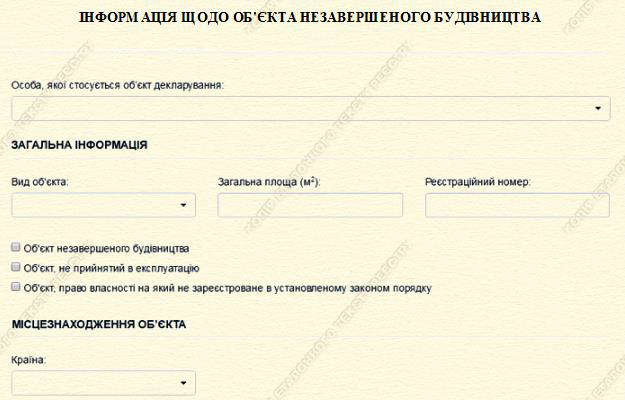 ІНФОРМАЦІЯ ЩОДО ОБ'ЄКТА НЕЗАВЕРШЕНОГО БУДІВНИЦТВА
Особа, якої стосується об'єкт декларування:
ЗАГАЛЬНА ІНФОРМАЦІЯ
Вид об'єкта: Загальна площа (м²): Реєстраційний номер:
Об'єкт незавершеного будівництва
Об'єкт, не прийнятий в експлуатацію
Об'єкт, право власності на який не зареєстроване в установленому законом порядку
МІСЦЕЗНАХОДЖЕННЯ ОБ'ЄКТА
Країна: